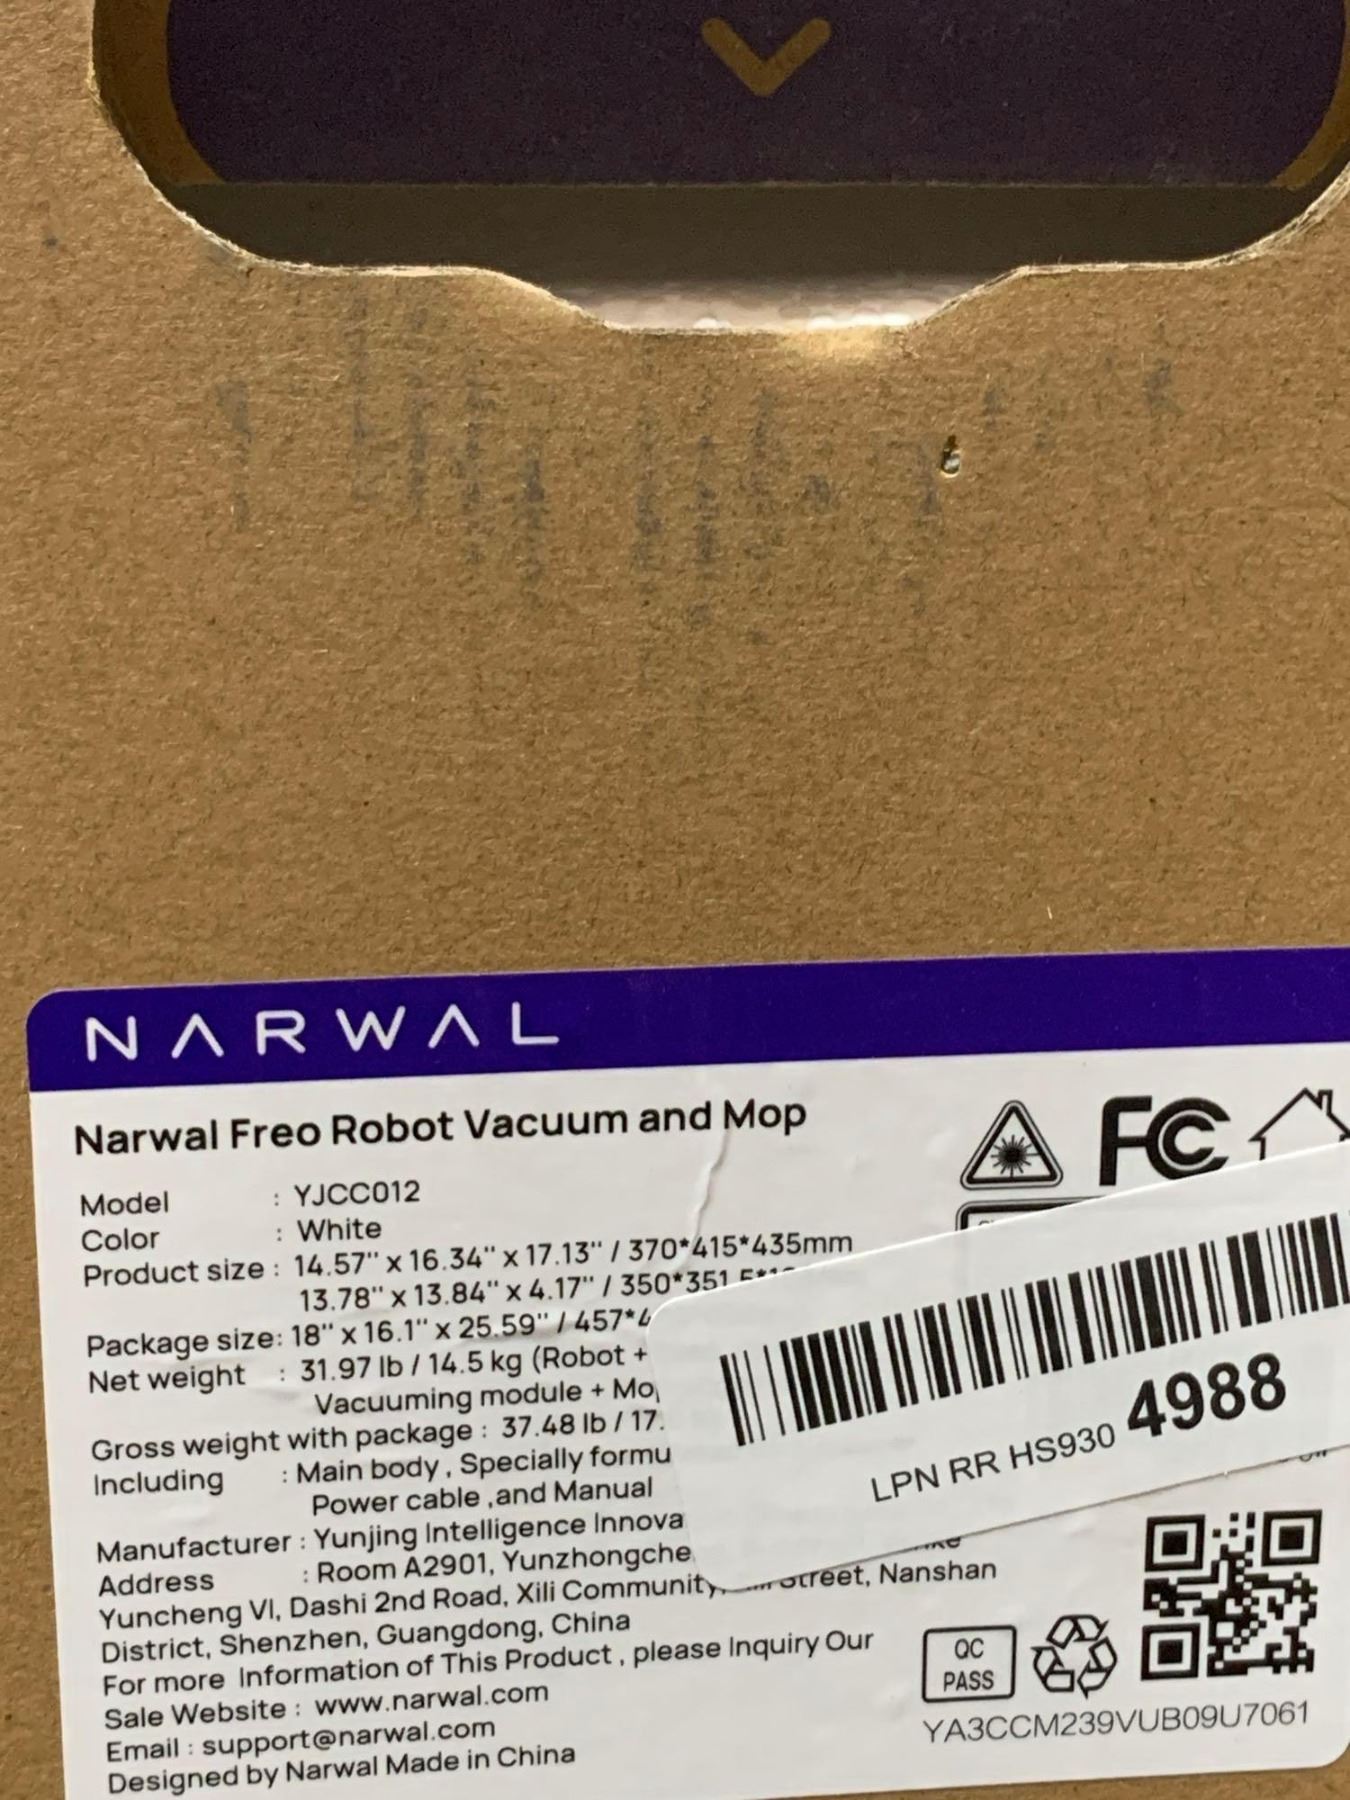 NARWAL
Narwal Freo Robot Vacuum and Mop
Model : YJCC012
Color : White
Product size : 14.57" x 16.34" x 17.13" / 370*415*435mm
13.78" x 13.84" x 4.17" / 350*351.5*
Package size: 18" x 16.1" x 25.59" / 457*4
Net weight : 31.97 lb / 14.5 kg (Robot +
Vacuuming module +
Gross weight with package : 37.48 lb / 17.
Including : Main body , Specially
Power cable ,and Manual
Manufacturer : Yunjing Intelligence
Address : Room A2901,
Yuncheng VI, Dashi 2nd Road, Xili Community, Street, Nanshan
District, Shenzhen, Guangdong, China
For more Information of This Product , please Inquiry Our
Sale Website : www.narwal.com
Email : support@narwal.com
Designed by Narwal Made in China
FC
LPN RR HS930 4988
QC
PASS
YA3CCM239VUB09U7061